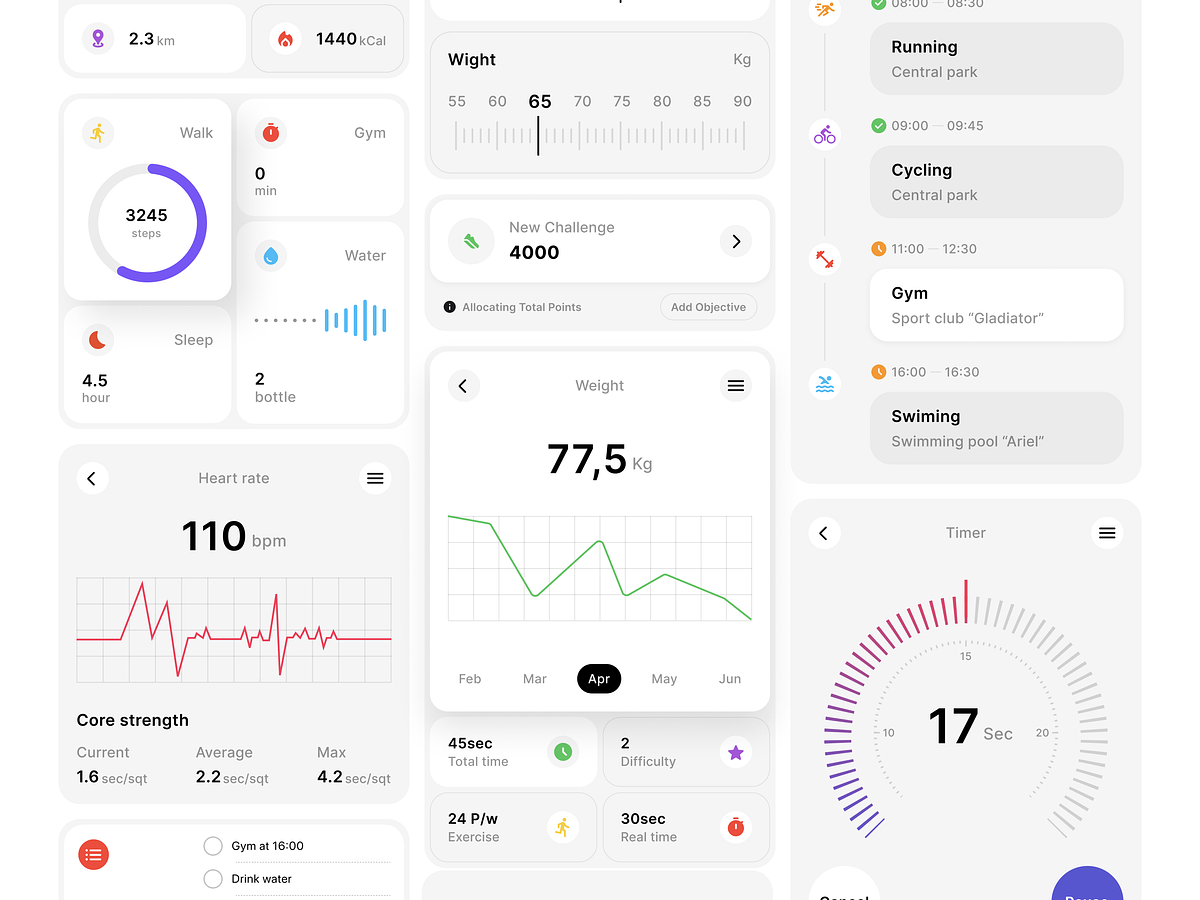 2.3 km
1440 kCal
Walk
3245
steps
Gym
0
min
Water
2
bottle
Sleep
4.5
hour
Heart rate
110 bpm
Core strength
Current Average Max
1.6 sec/sqt 2.2 sec/sqt 4.2 sec/sqt
Gym at 16:00
Drink water
Wight Kg
55 60 65 70 75 80 85 90
New Challenge
4000
Allocating Total Points
Add Objective
Weight
77,5 Kg
Feb Mar Apr May Jun
45sec
Total time
2
Difficulty
24 P/w
Exercise
30sec
Real time
08:00 — 08:30
Running
Central park
09:00 — 09:45
Cycling
Central park
11:00 — 12:30
Gym
Sport club “Gladiator”
16:00 — 16:30
Swiming
Swimming pool “Ariel”
Timer
15
10
17 Sec
20
Cancel
Pause